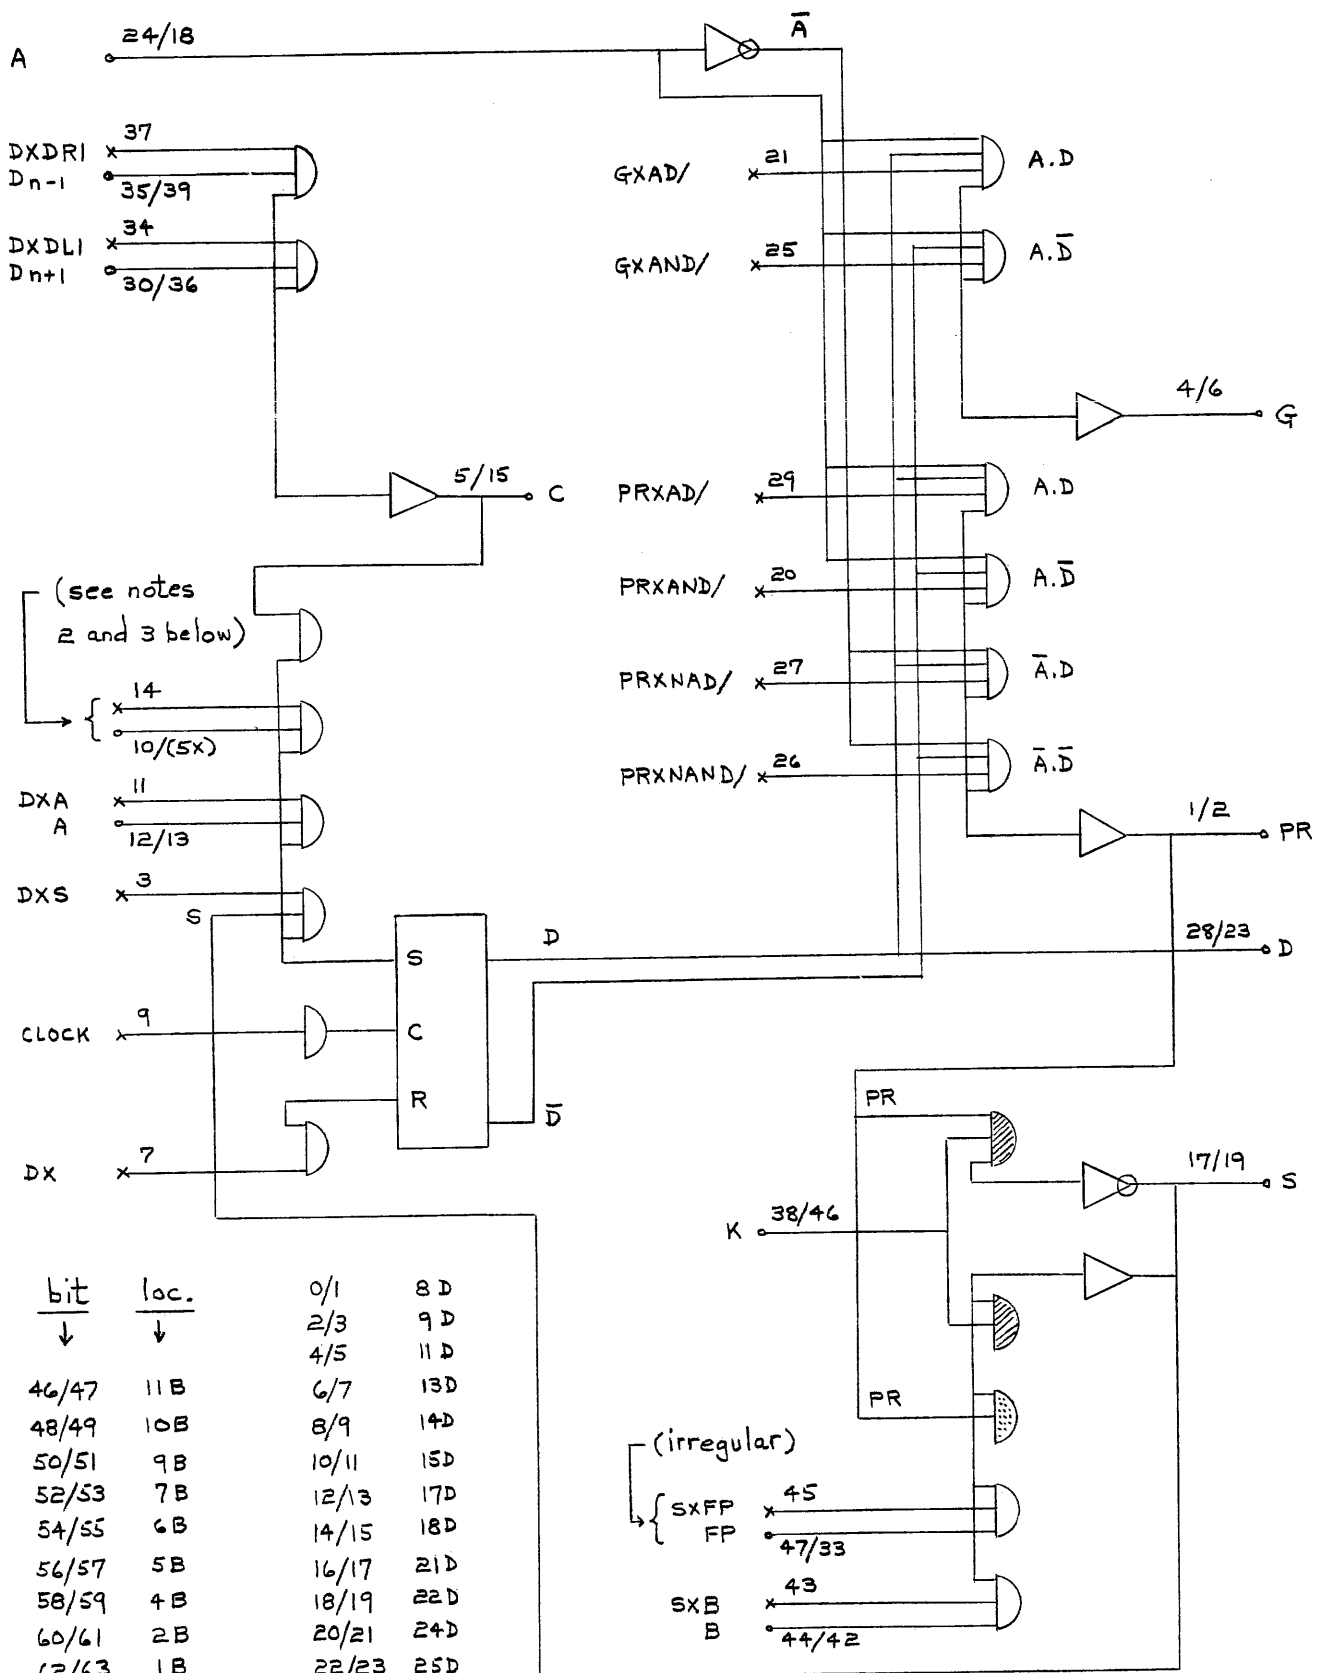 A 24/18
Ā
DXDR1 37
Dn-1 35/39
DXDL1 34
Dn+1 30/36
GXAD/ 21 A.D
GXAND/ 25 A.D̄
4/6 G
5/15 C
PRXAD/ 29 A.D
PRXAND/ 20 A.D̄
PRXNAD/ 27 Ā.D
PRXNAND/ 26 Ā.D̄
1/2 PR
(see notes
2 and 3 below)
14
10/(5x)
DXA 11
A 12/13
DXS 3
S
S
D
28/23 D
CLOCK 9
C
R
D̄
DX 7
PR
17/19 S
K 38/46
PR
(irregular)
SXFP 45
FP 47/33
SXB 43
B 44/42
bit loc.
46/47 11B
48/49 10B
50/51 9B
52/53 7B
54/55 6B
56/57 5B
58/59 4B
60/61 2B
62/63 1B
0/1 8D
2/3 9D
4/5 11D
6/7 13D
8/9 14D
10/11 15D
12/13 17D
14/15 18D
16/17 21D
18/19 22D
20/21 24D
22/23 25D